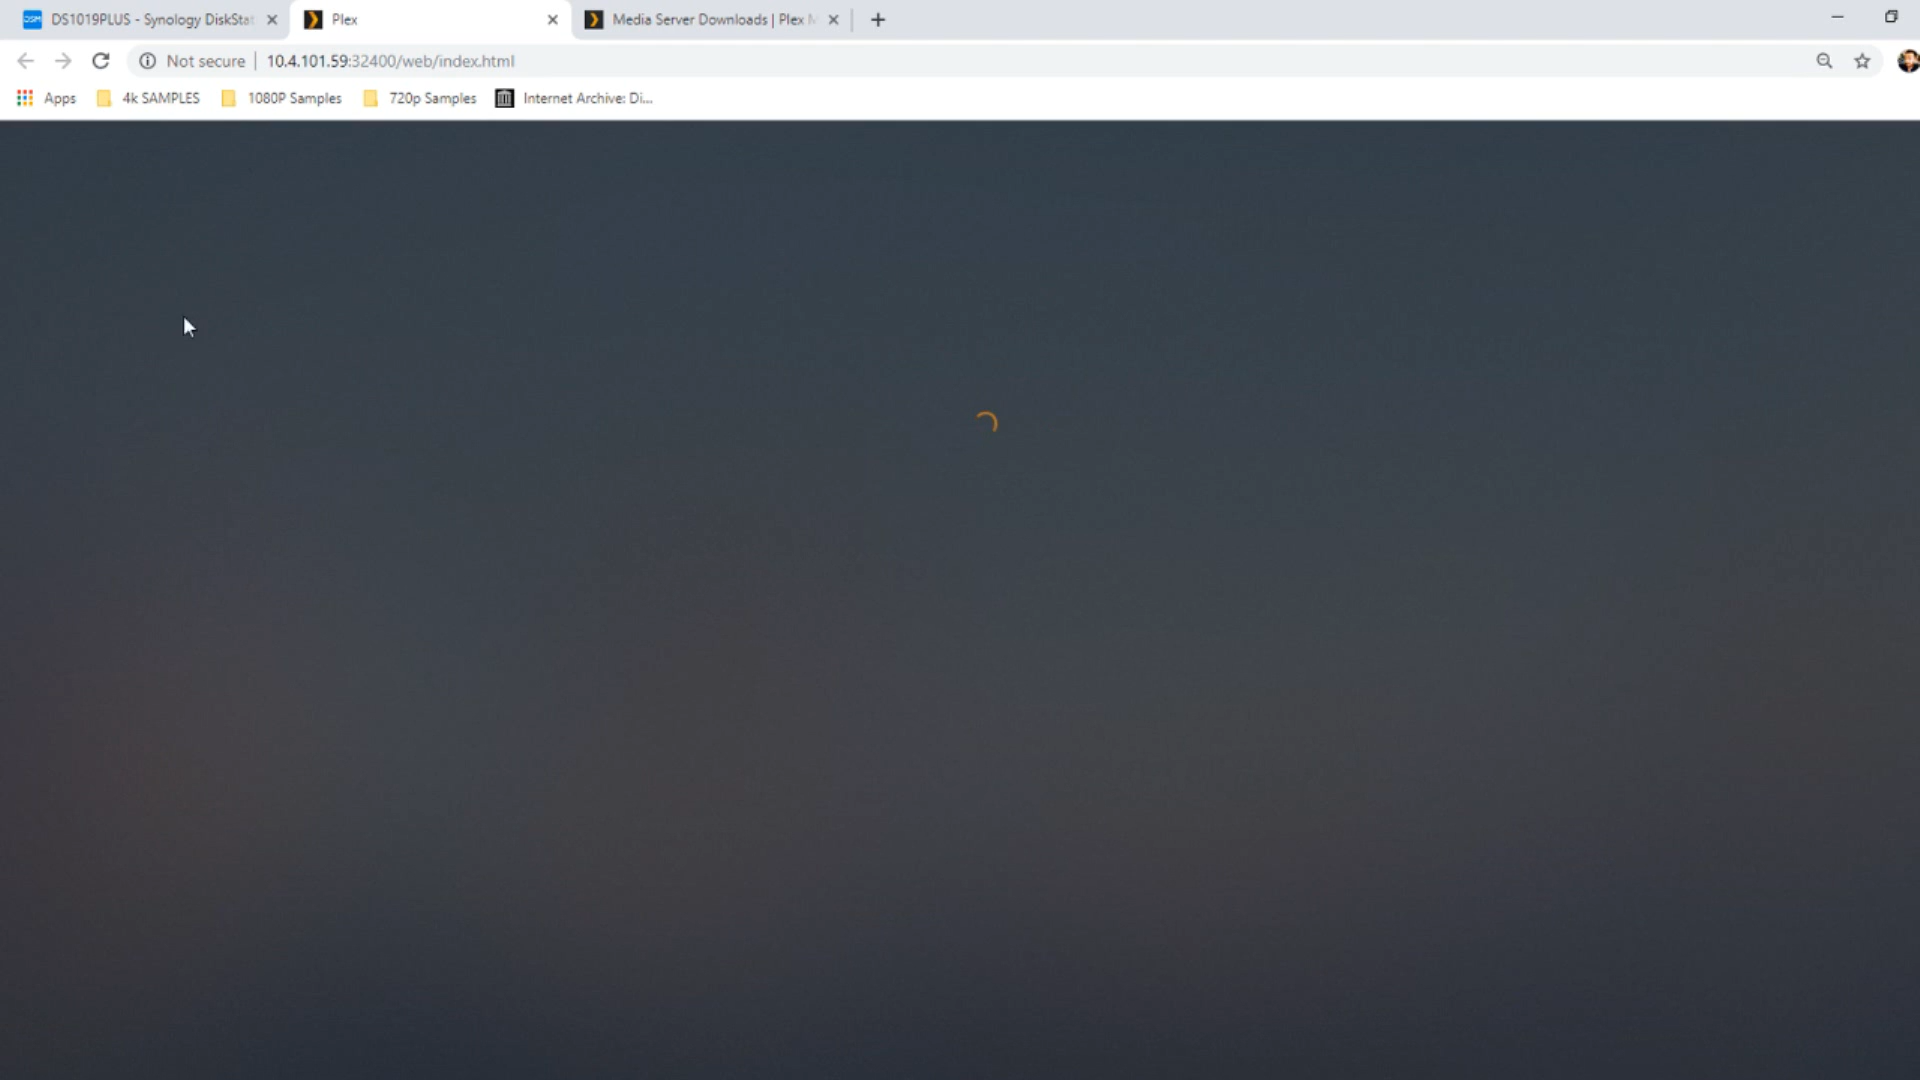 DSM DS1019PLUS - Synology DiskStat
Plex
Media Server Downloads | Plex M
Not secure | 10.4.101.59:32400/web/index.html
Apps
4k SAMPLES
1080P Samples
720p Samples
Internet Archive: Di...